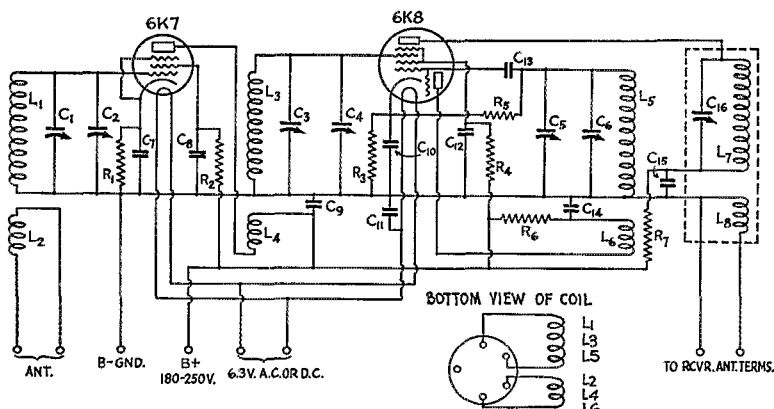 6K7
6K8
L1
C1
C2
R1
C7
C8
R2
L3
C3
C4
R3
C10
C11
C9
L4
L2
C12
R4
R5
C13
C5
C6
L5
C14
R6
L6
R7
C15
C16
L7
L8
ANT.
B-GND.
B+
180-250V.
6.3V. A.C. OR D.C.
BOTTOM VIEW OF COIL
L1
L3
L5
L2
L4
L6
TO RCVR. ANT. TERMS.